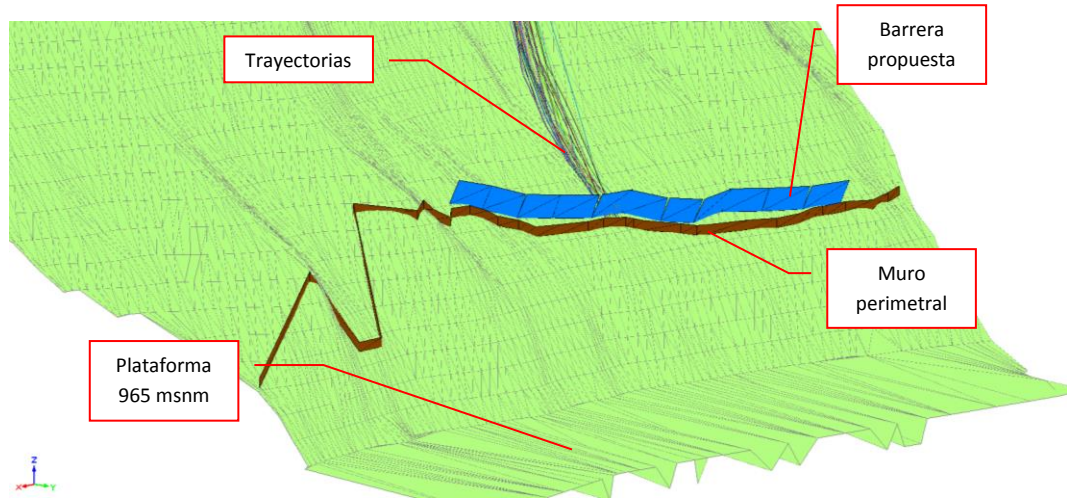 Barrera
propuesta
Trayectorias
Muro
perimetral
Plataforma
965 msnm
Z
X
Y